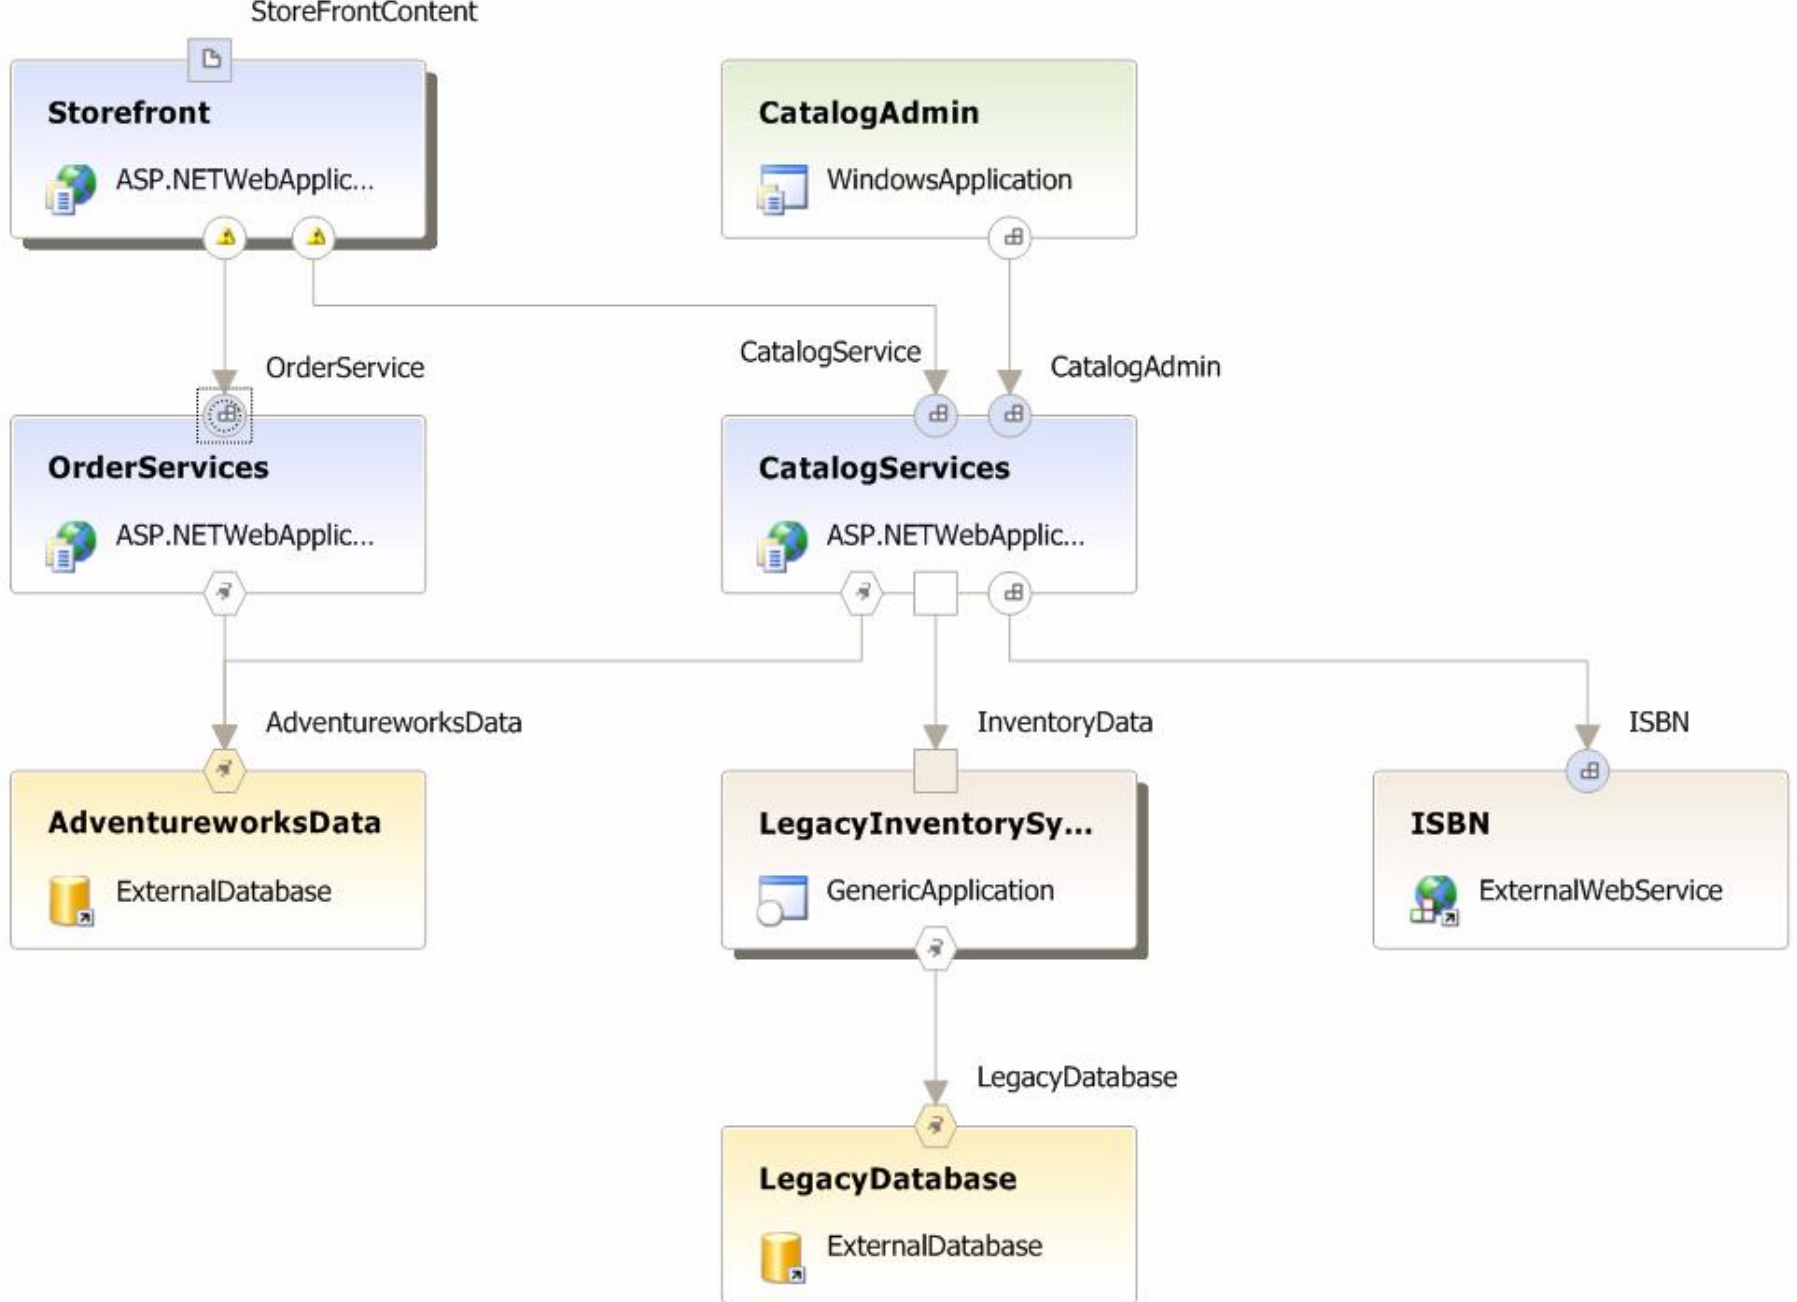 StoreFrontContent
Storefront
ASP.NETWebApplic...
CatalogAdmin
WindowsApplication
OrderService
CatalogService
CatalogAdmin
OrderServices
ASP.NETWebApplic...
CatalogServices
ASP.NETWebApplic...
AdventureworksData
InventoryData
ISBN
AdventureworksData
ExternalDatabase
LegacyInventorySy...
GenericApplication
ISBN
ExternalWebService
LegacyDatabase
LegacyDatabase
ExternalDatabase